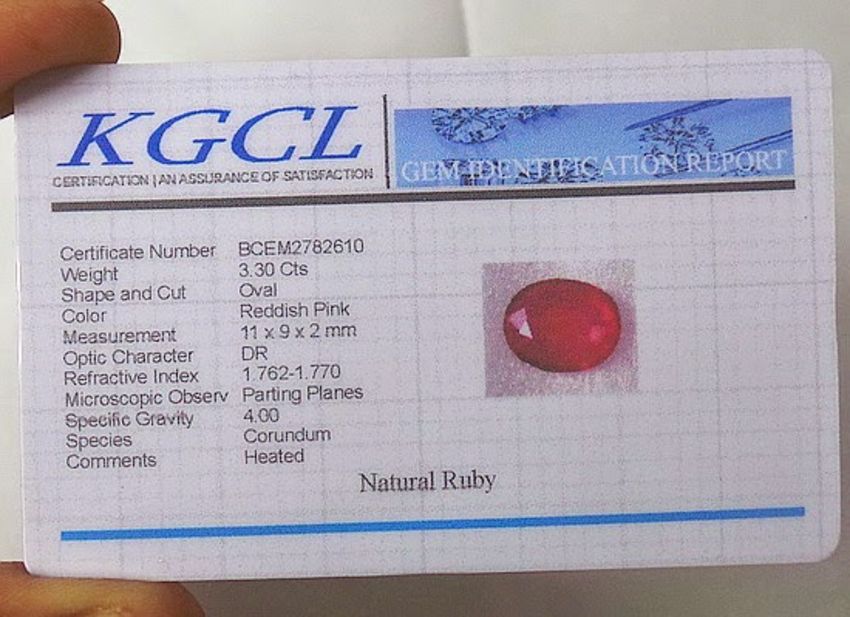 KGCL
CERTIFICATION | AN ASSURANCE OF SATISFACTION
GEM IDENTIFICATION REPORT
Certificate Number BCEM2782610
Weight 3.30 Cts
Shape and Cut Oval
Color Reddish Pink
Measurement 11 x 9 x 2 mm
Optic Character DR
Refractive Index 1.762-1.770
Microscopic Observ Parting Planes
Specific Gravity 4.00
Species Corundum
Comments Heated
Natural Ruby